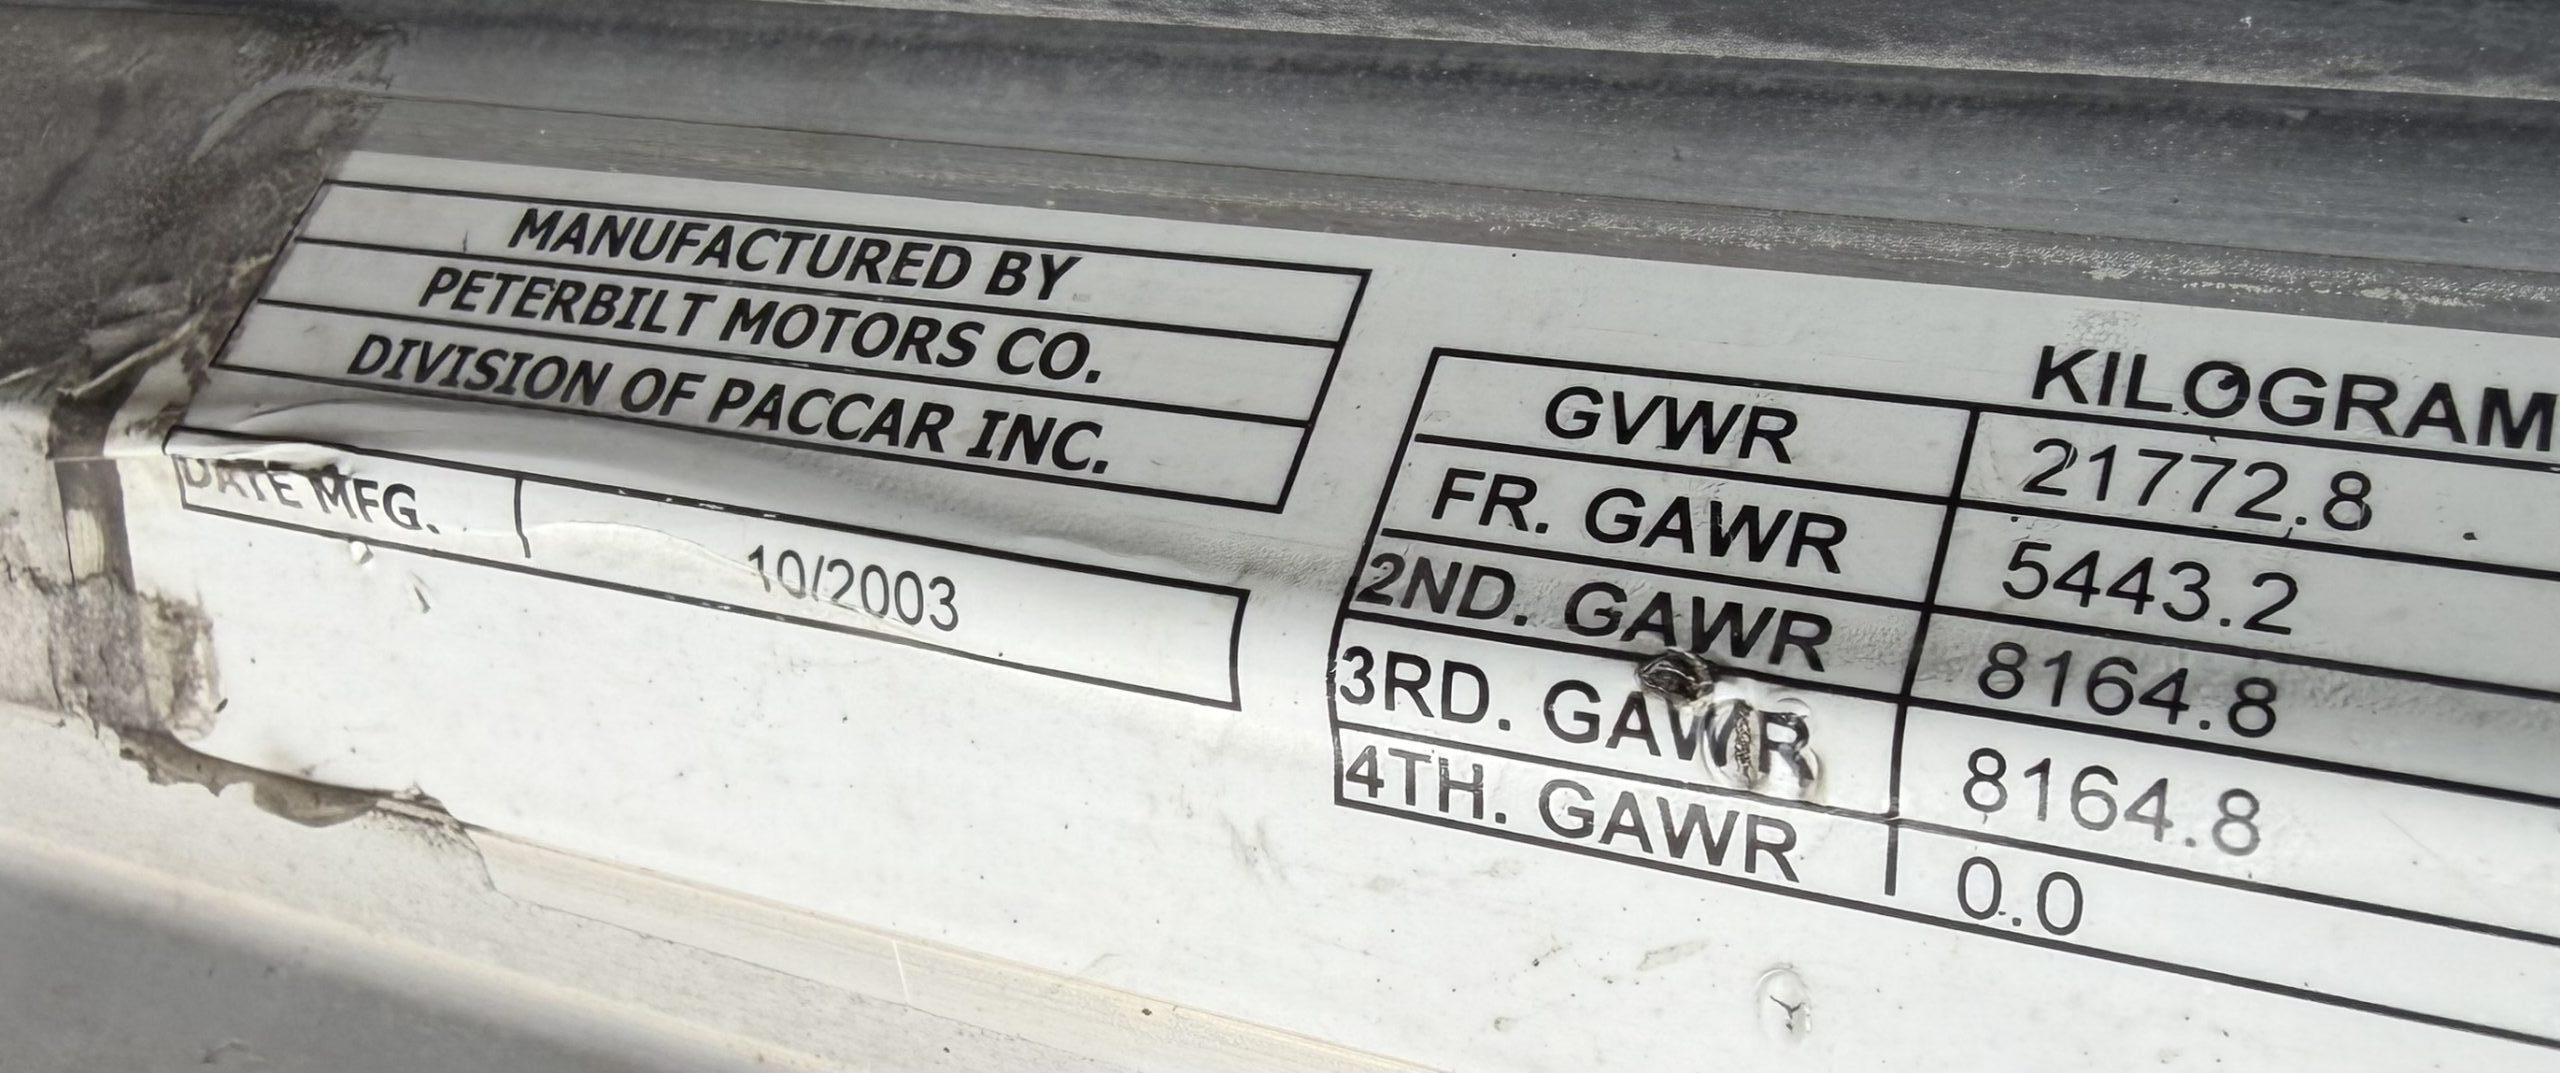 MANUFACTURED BY
PETERBILT MOTORS CO.
DIVISION OF PACCAR INC.
DATE MFG. 10/2003
KILOGRAM
GVWR 21772.8
FR. GAWR 5443.2
2ND. GAWR 8164.8
3RD. GAWR 8164.8
4TH. GAWR 0.0